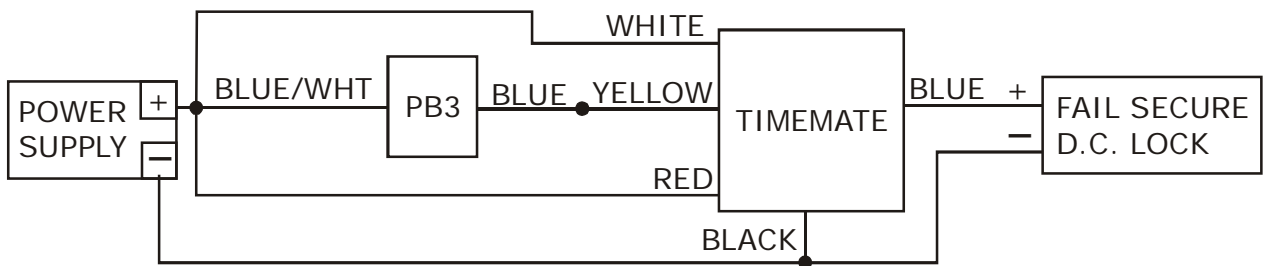 WHITE
POWER
SUPPLY
+
−
BLUE/WHT
PB3
BLUE
YELLOW
TIMEMATE
RED
BLACK
BLUE
+
−
FAIL SECURE
D.C. LOCK